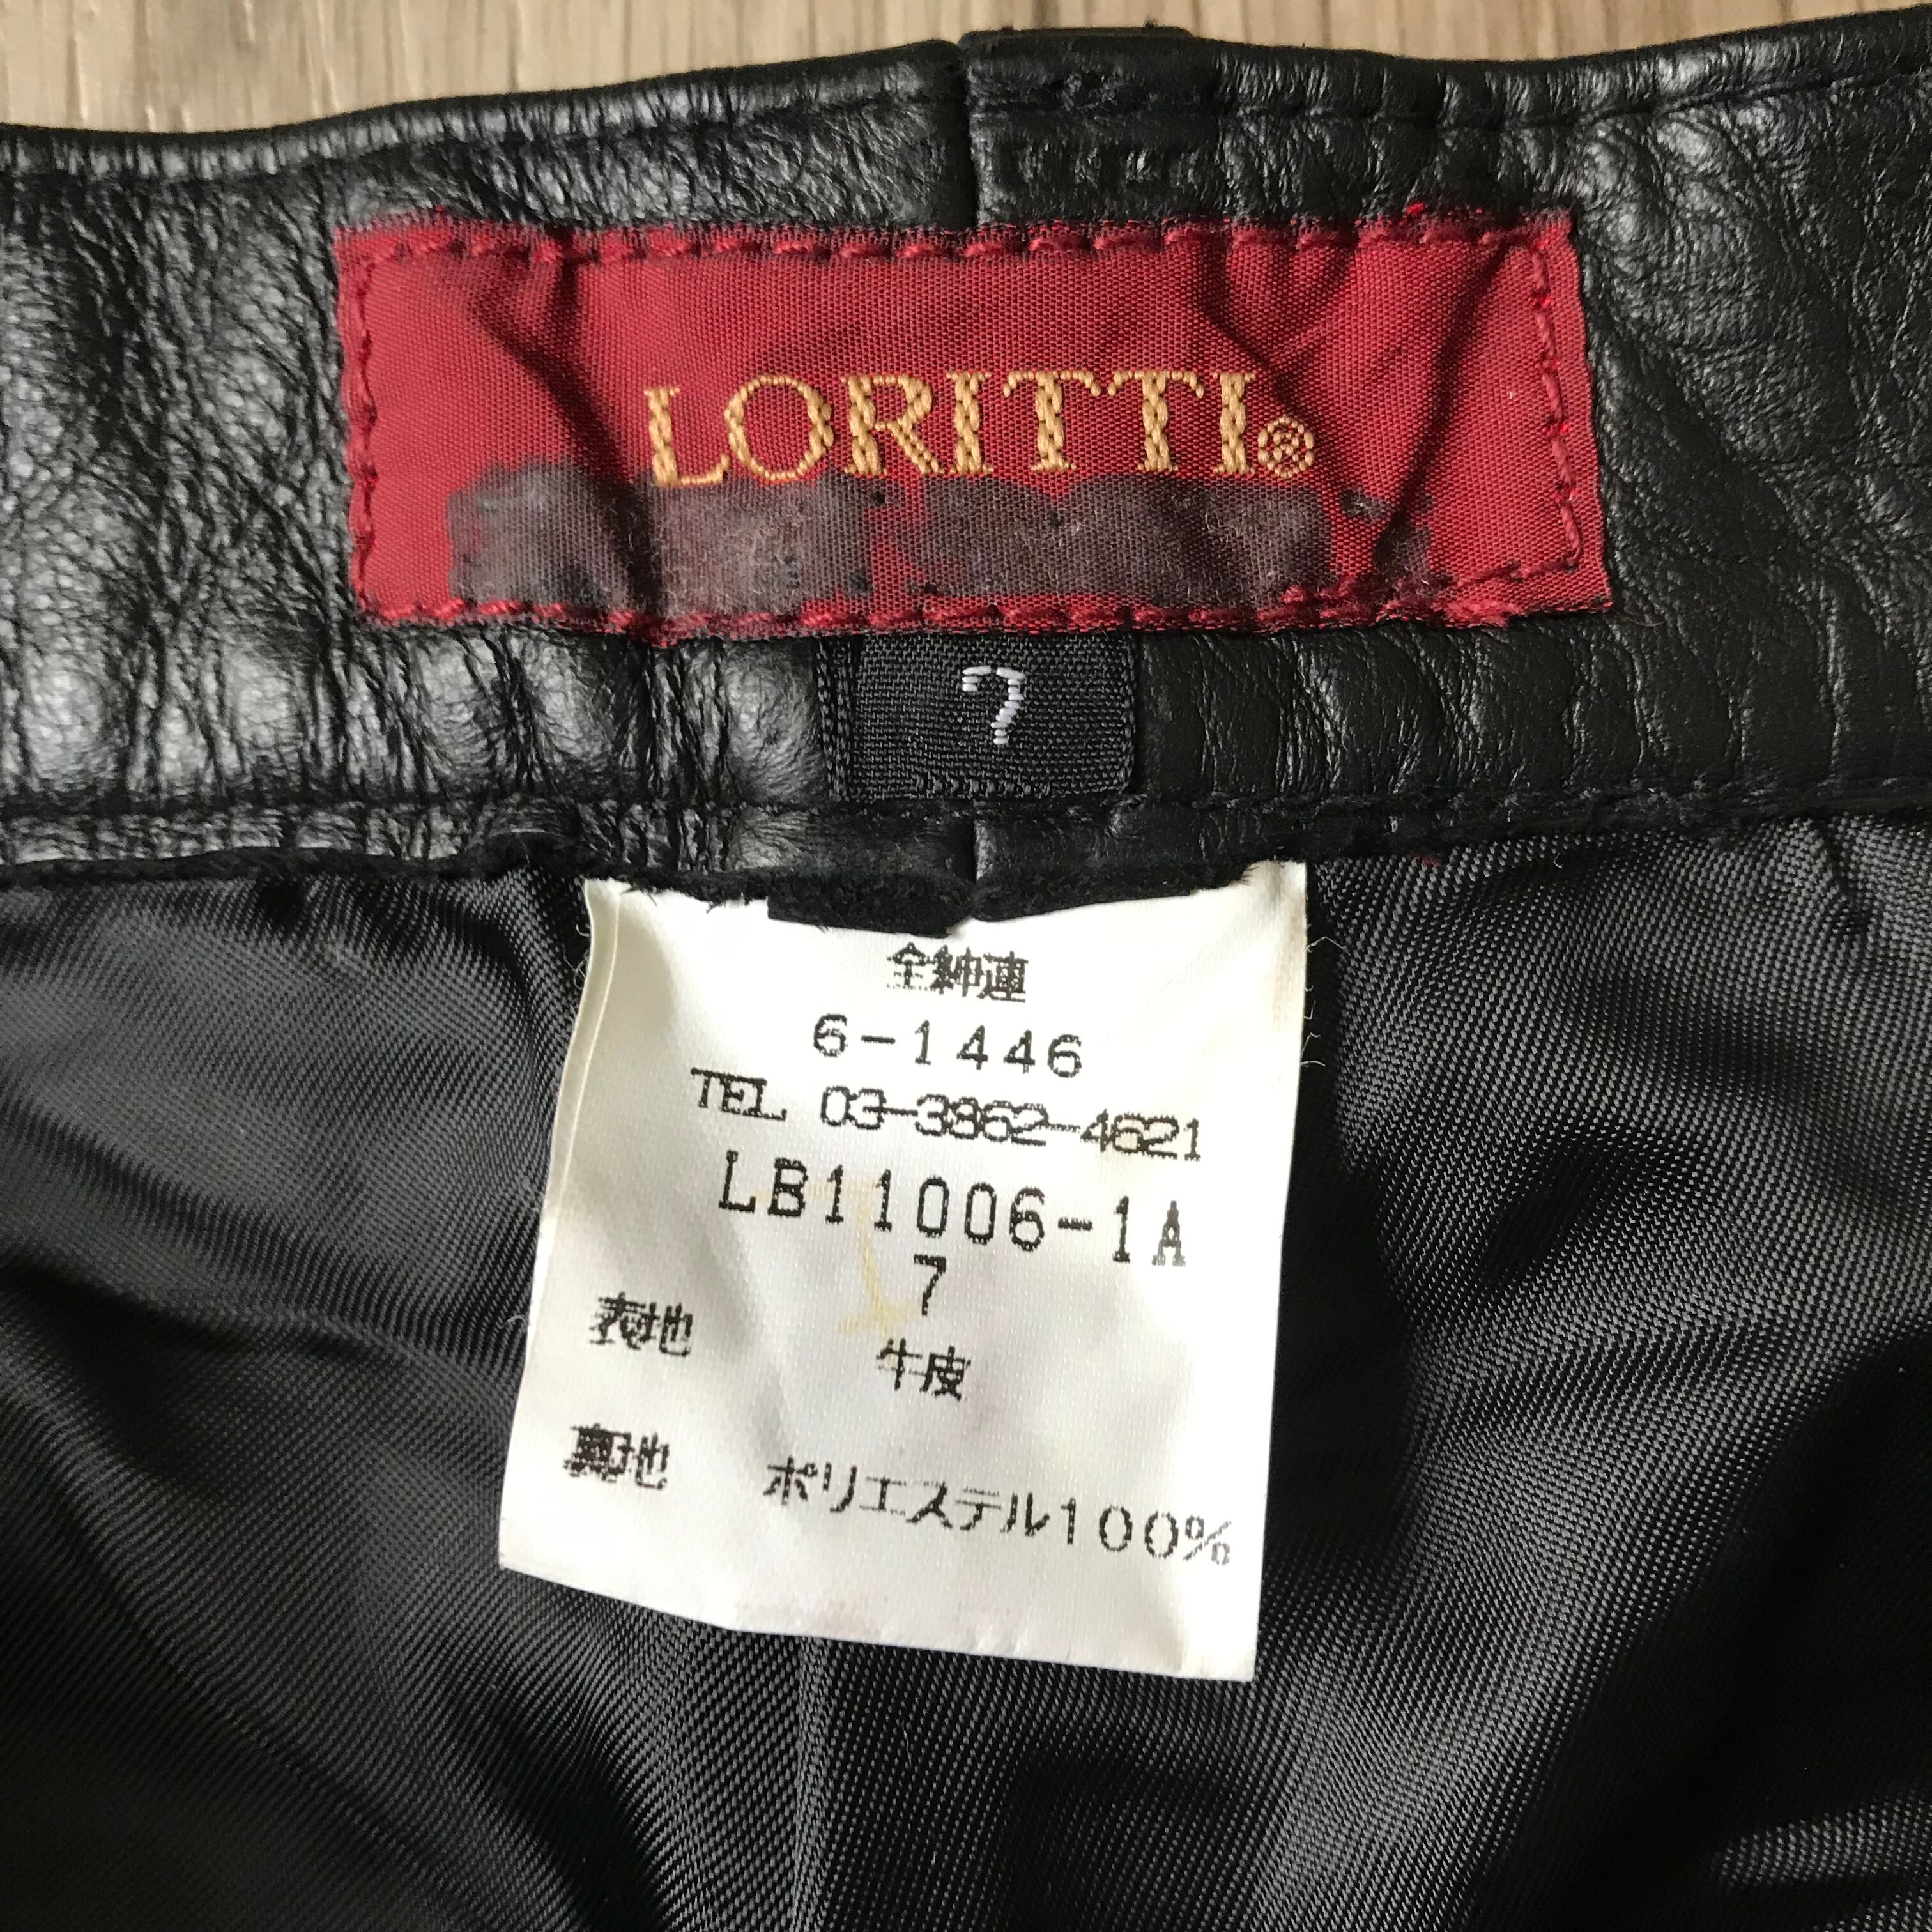 LORITTI®
7
全紳連
6-1446
TEL 03-3862-4621
LB11006-1A
7
表地 牛皮
裏地 ポリエステル100%